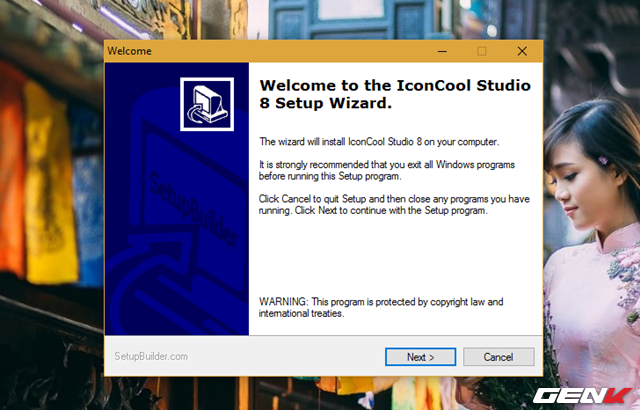 Welcome
Welcome to the IconCool Studio
8 Setup Wizard.
The wizard will install IconCool Studio 8 on your computer.
It is strongly recommended that you exit all Windows programs
before running this Setup program.
Click Cancel to quit Setup and then close any programs you have
running. Click Next to continue with the Setup program.
SetupBuilder
WARNING: This program is protected by copyright law and
international treaties.
SetupBuilder.com
Next >
Cancel
GENK